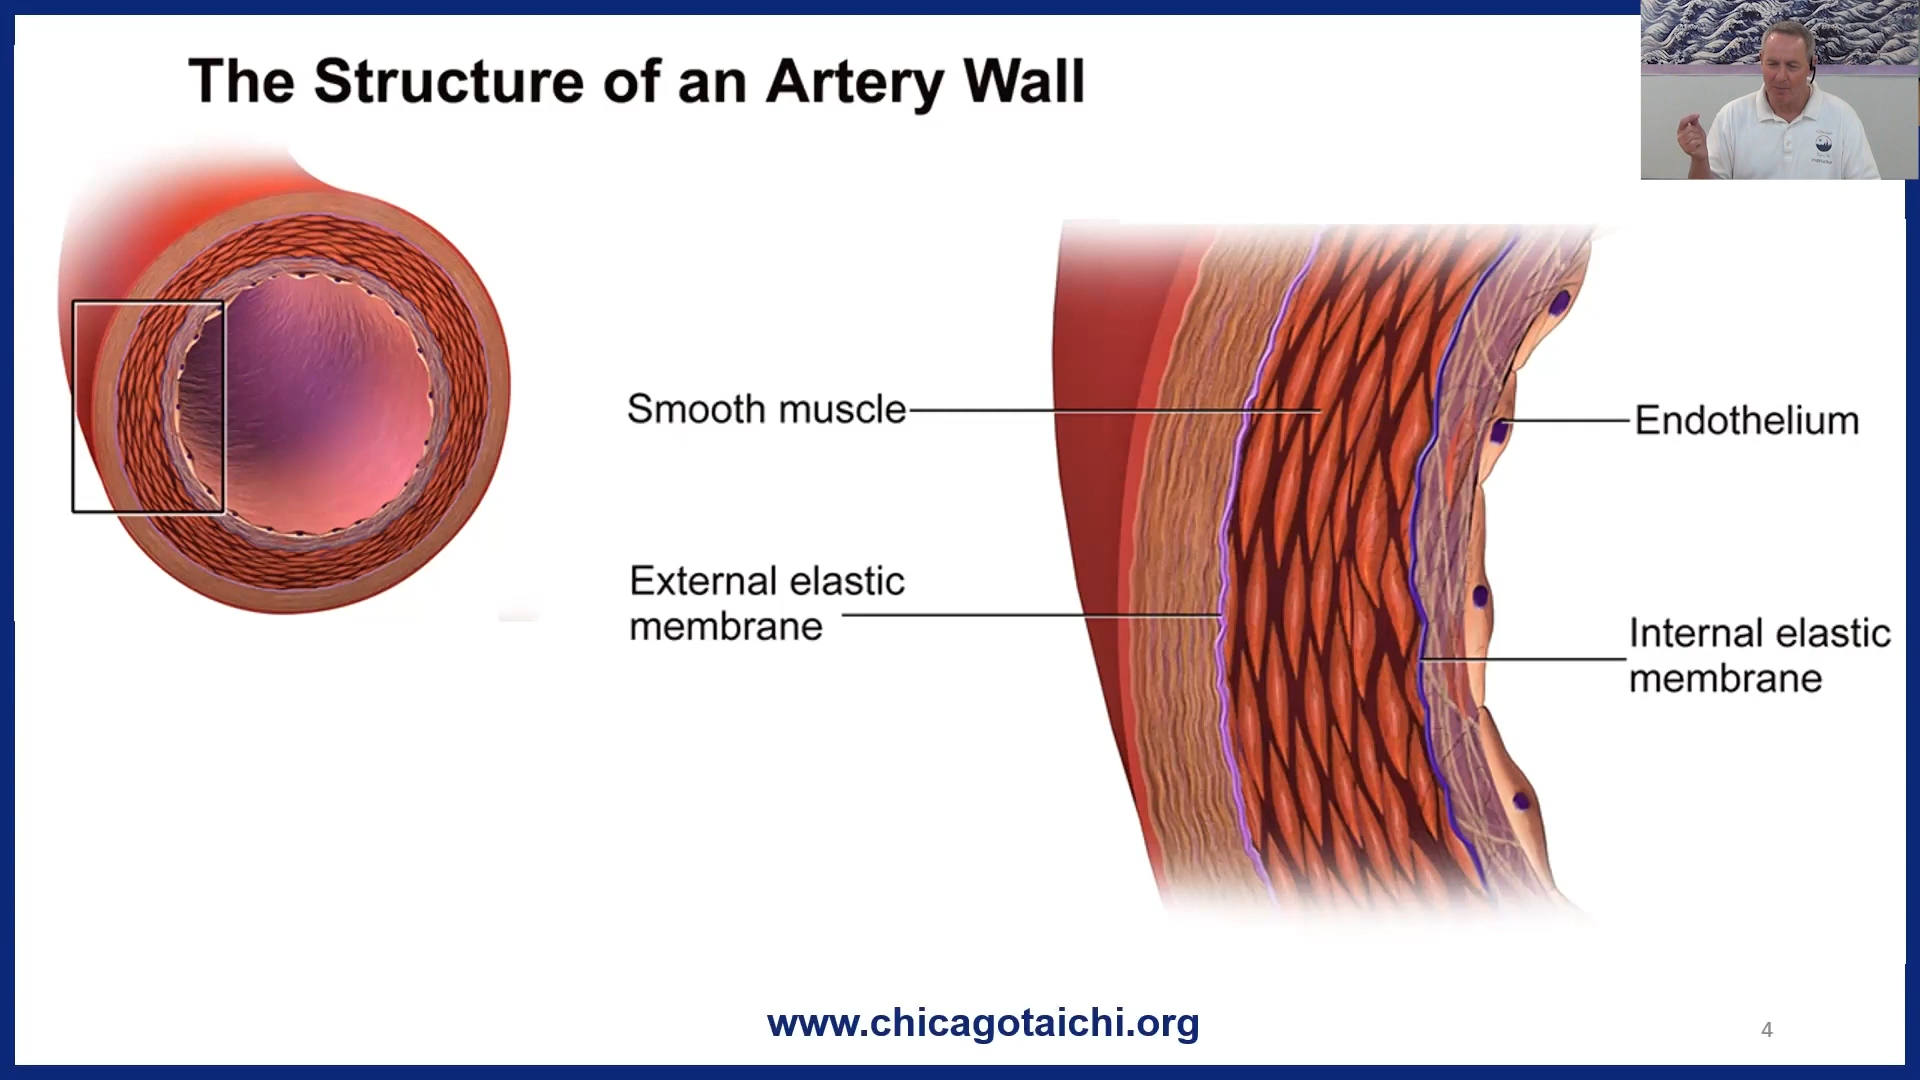 The Structure of an Artery Wall
Smooth muscle
Endothelium
External elastic
membrane
Internal elastic
membrane
www.chicagotaichi.org
4